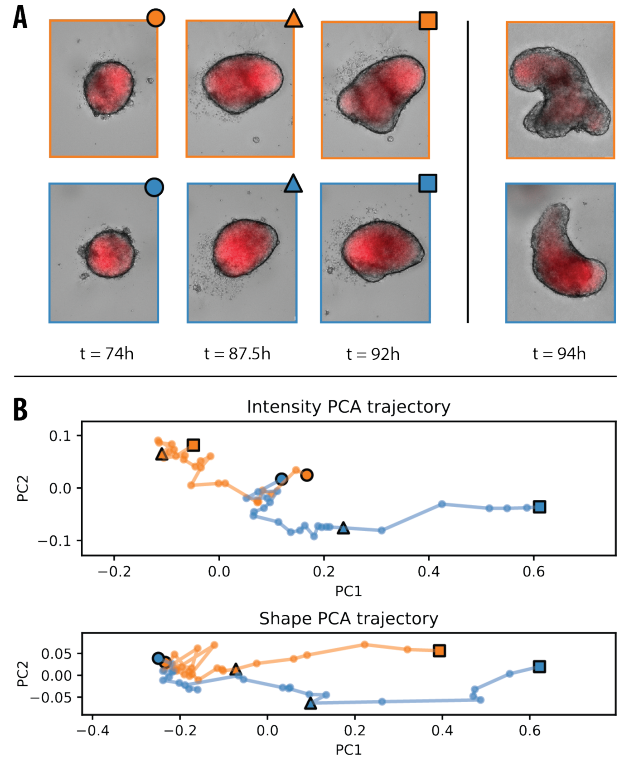 A
t = 74h
t = 87.5h
t = 92h
t = 94h
B
Intensity PCA trajectory
0.1
0.0
−0.1
PC2
−0.2
0.0
0.2
0.4
0.6
PC1
Shape PCA trajectory
0.05
0.00
−0.05
PC2
−0.4
−0.2
0.0
0.2
0.4
0.6
PC1